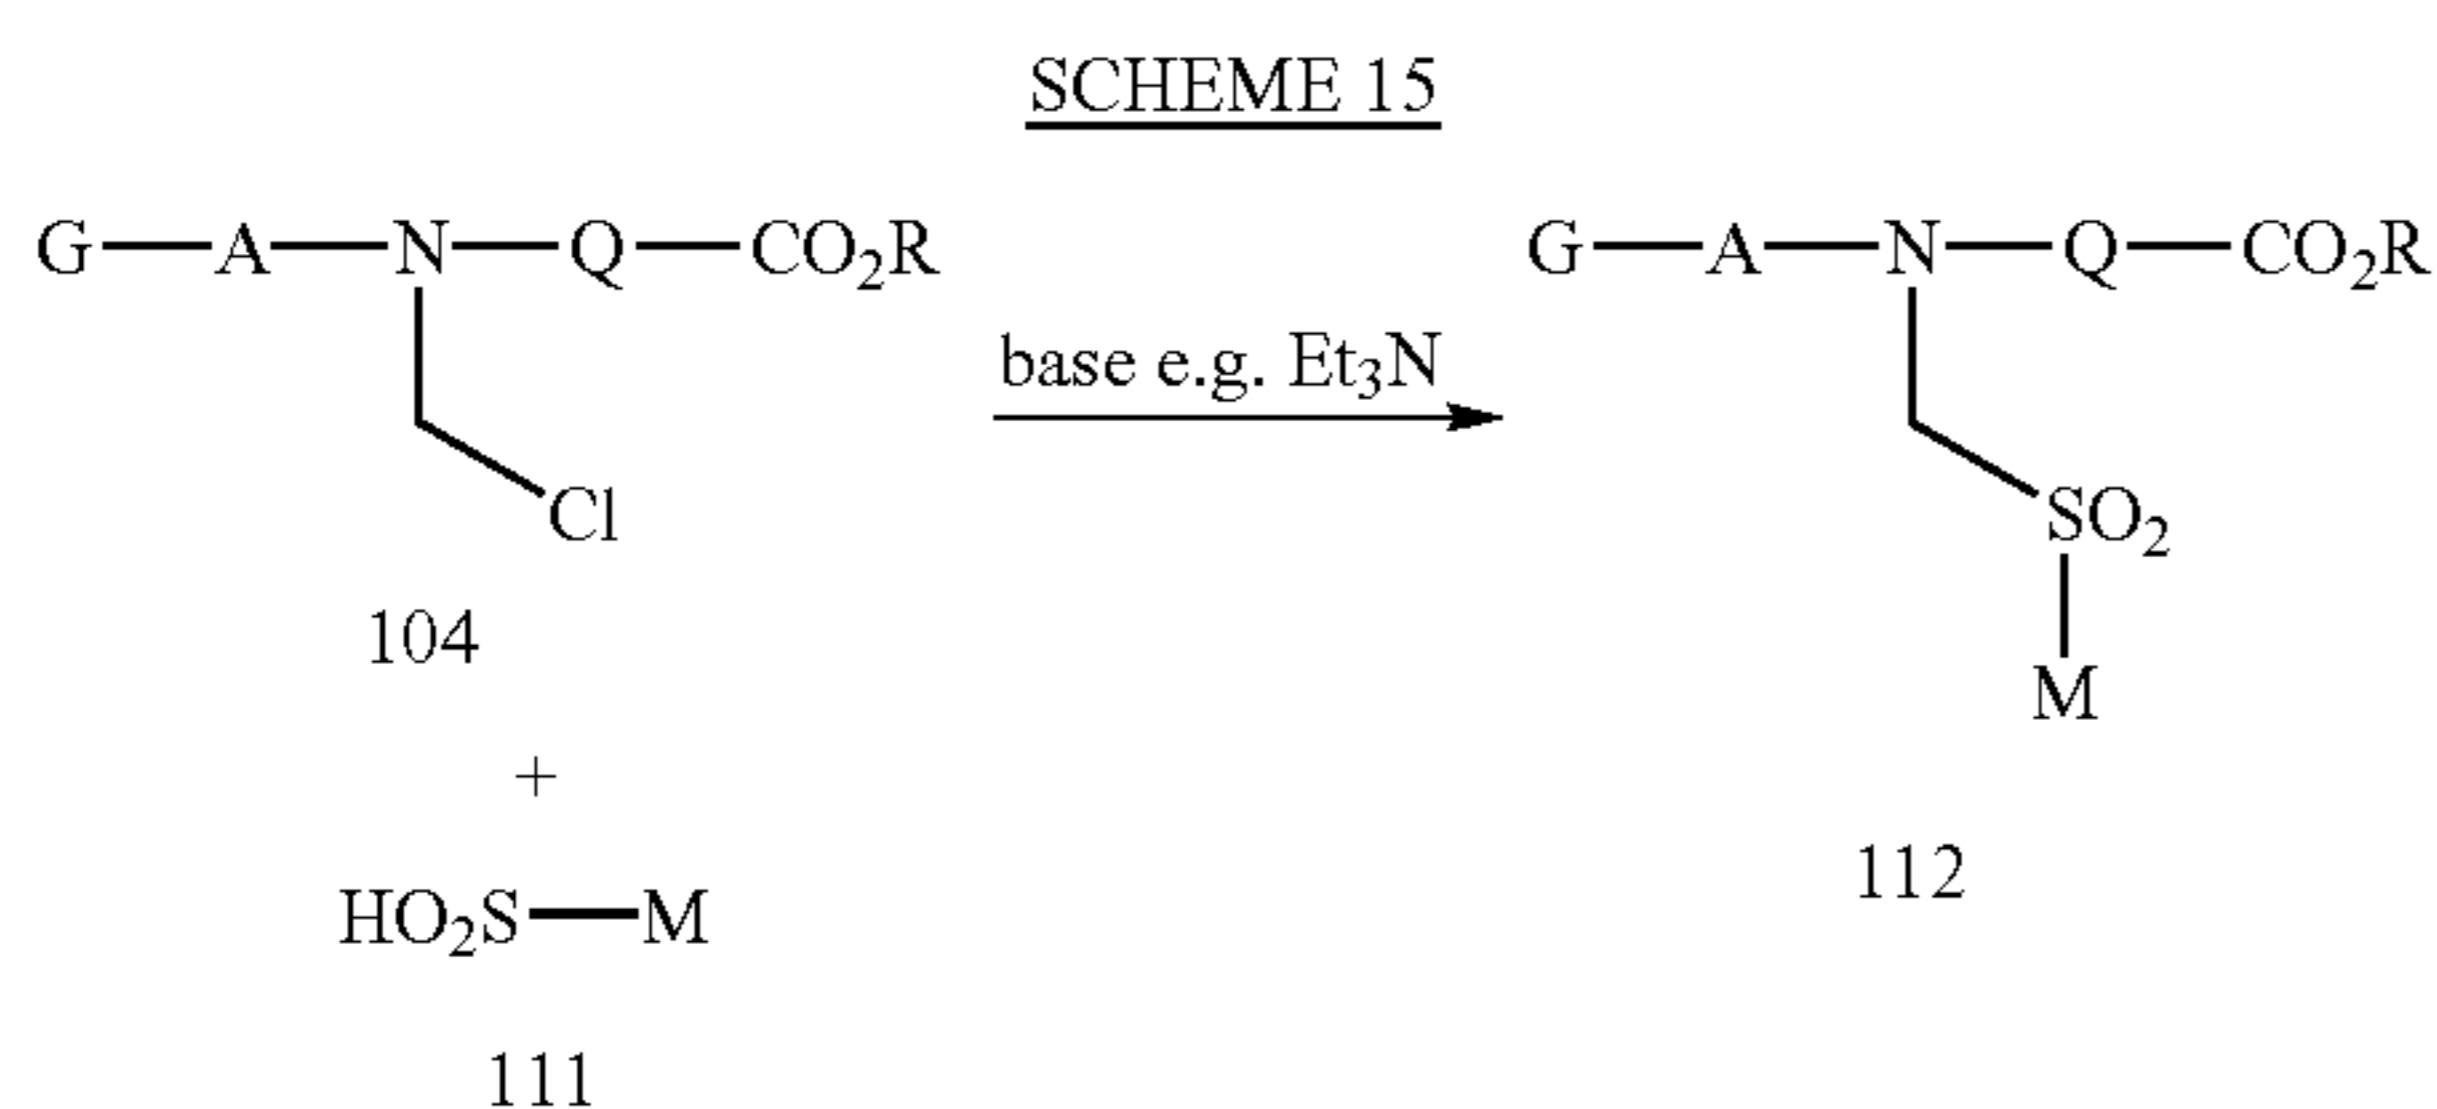 SCHEME 15
G—A—N—Q—CO₂R
Cl
104
+
HO₂S—M
111
base e.g. Et₃N
G—A—N—Q—CO₂R
SO₂
M
112